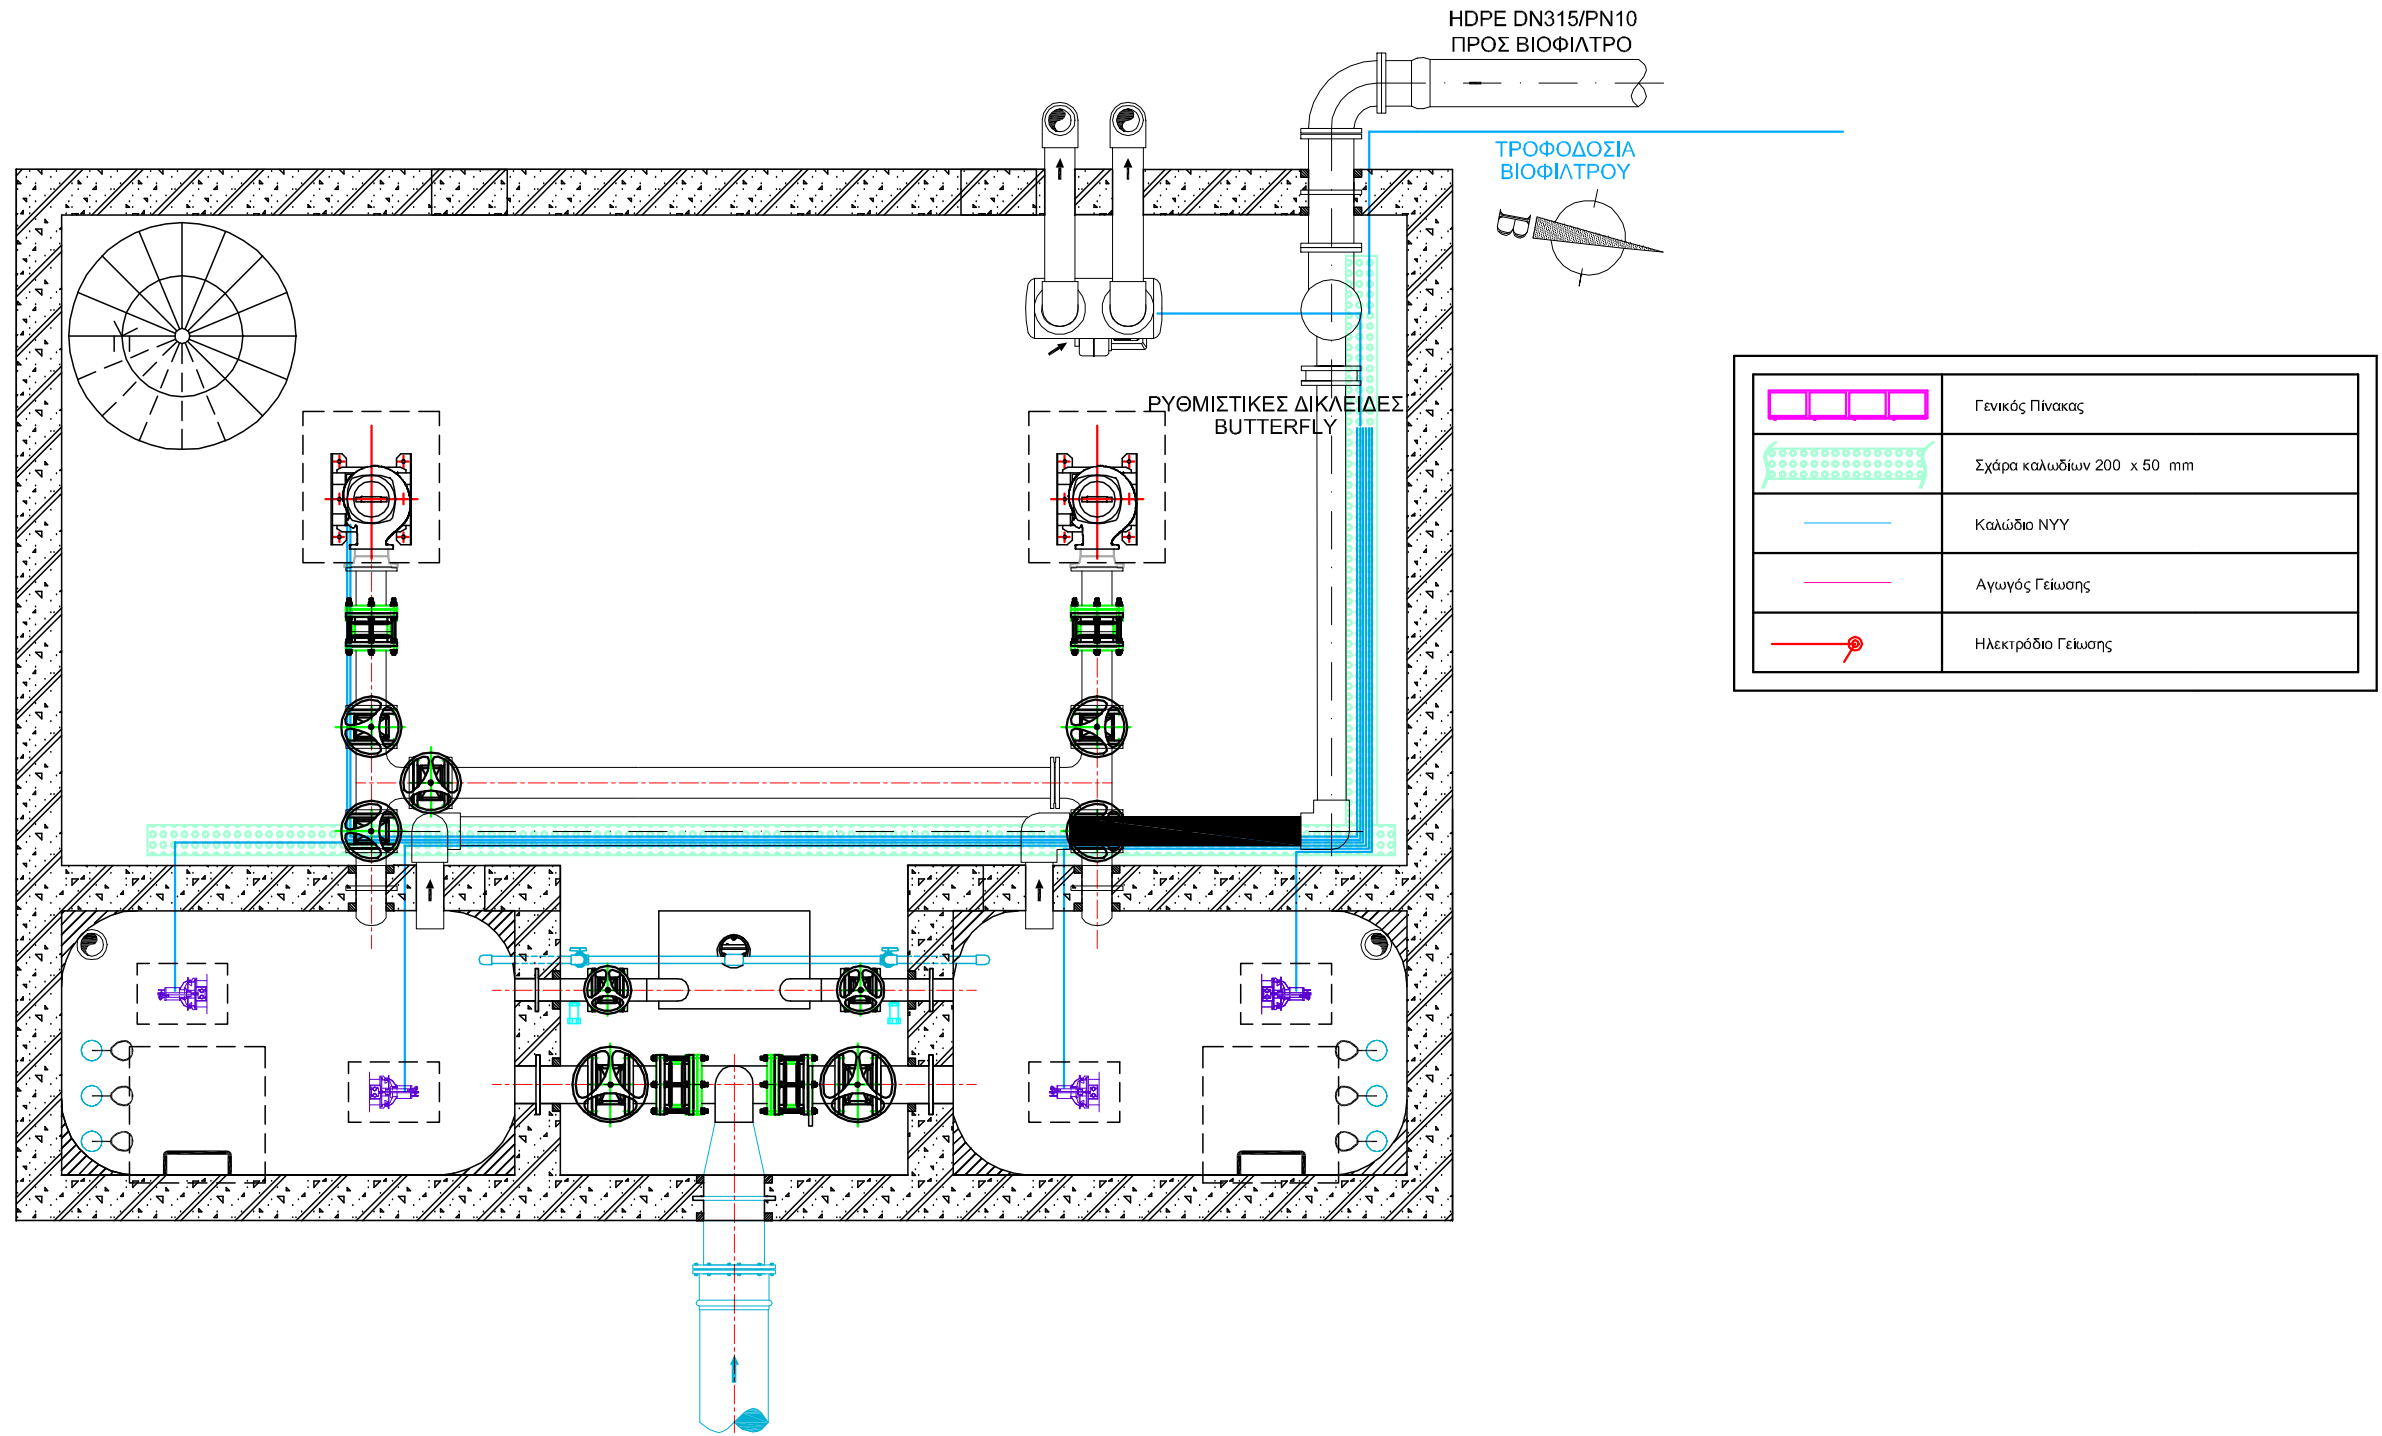 HDPE DN315/PN10
ΠΡΟΣ ΒΙΟΦΙΛΤΡΟ
ΤΡΟΦΟΔΟΣΙΑ
ΒΙΟΦΙΛΤΡΟΥ
Β
ΡΥΘΜΙΣΤΙΚΕΣ ΔΙΚΛΕΙΔΕΣ
BUTTERFLY
Γενικός Πίνακας
Σχάρα καλωδίων 200 x 50 mm
Καλώδιο NYY
Αγωγός Γείωσης
Ηλεκτρόδιο Γείωσης